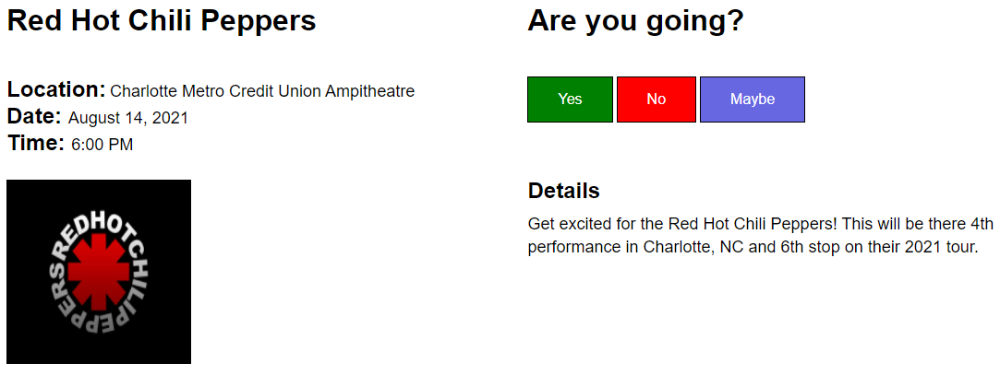 Red Hot Chili Peppers
Location: Charlotte Metro Credit Union Ampitheatre
Date: August 14, 2021
Time: 6:00 PM
REDHOTCHILIPEPPERS
Are you going?
Yes No Maybe
Details
Get excited for the Red Hot Chili Peppers! This will be there 4th
performance in Charlotte, NC and 6th stop on their 2021 tour.